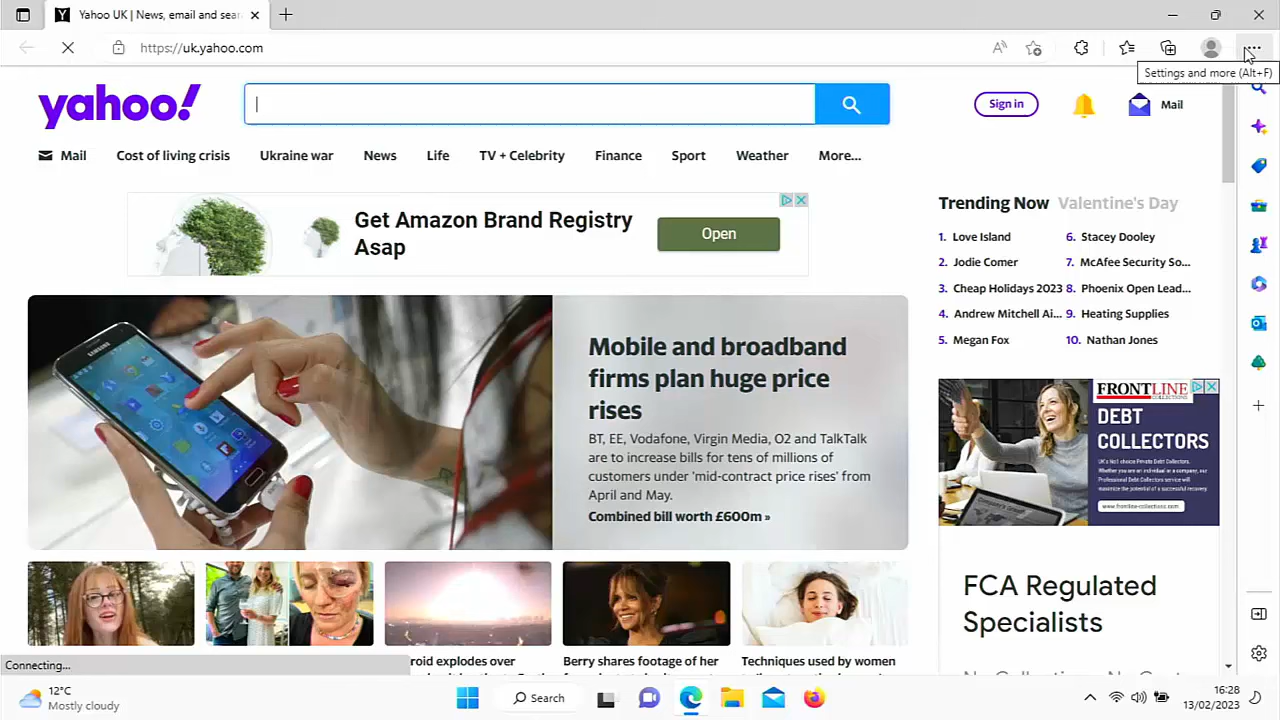 Yahoo UK | News, email and sear
https://uk.yahoo.com
Settings and more (Alt+F)
yahoo!
Sign in
Mail
Mail
Cost of living crisis
Ukraine war
News
Life
TV + Celebrity
Finance
Sport
Weather
More...
Get Amazon Brand Registry
Asap
Open
Trending Now
Valentine's Day
1. Love Island
2. Jodie Comer
3. Cheap Holidays 2023
4. Andrew Mitchell Ai...
5. Megan Fox
6. Stacey Dooley
7. McAfee Security So...
8. Phoenix Open Lead...
9. Heating Supplies
10. Nathan Jones
Mobile and broadband
firms plan huge price
rises
BT, EE, Vodafone, Virgin Media, O2 and TalkTalk
are to increase bills for tens of millions of
customers under 'mid-contract price rises' from
April and May.
Combined bill worth £600m »
FRONTLINE
COLLECTIONS
DEBT
COLLECTORS
www.frontline-collections.com
FCA Regulated
Specialists
roid explodes over
Berry shares footage of her
Techniques used by women
Connecting...
12°C
Mostly cloudy
Search
16:28
13/02/2023